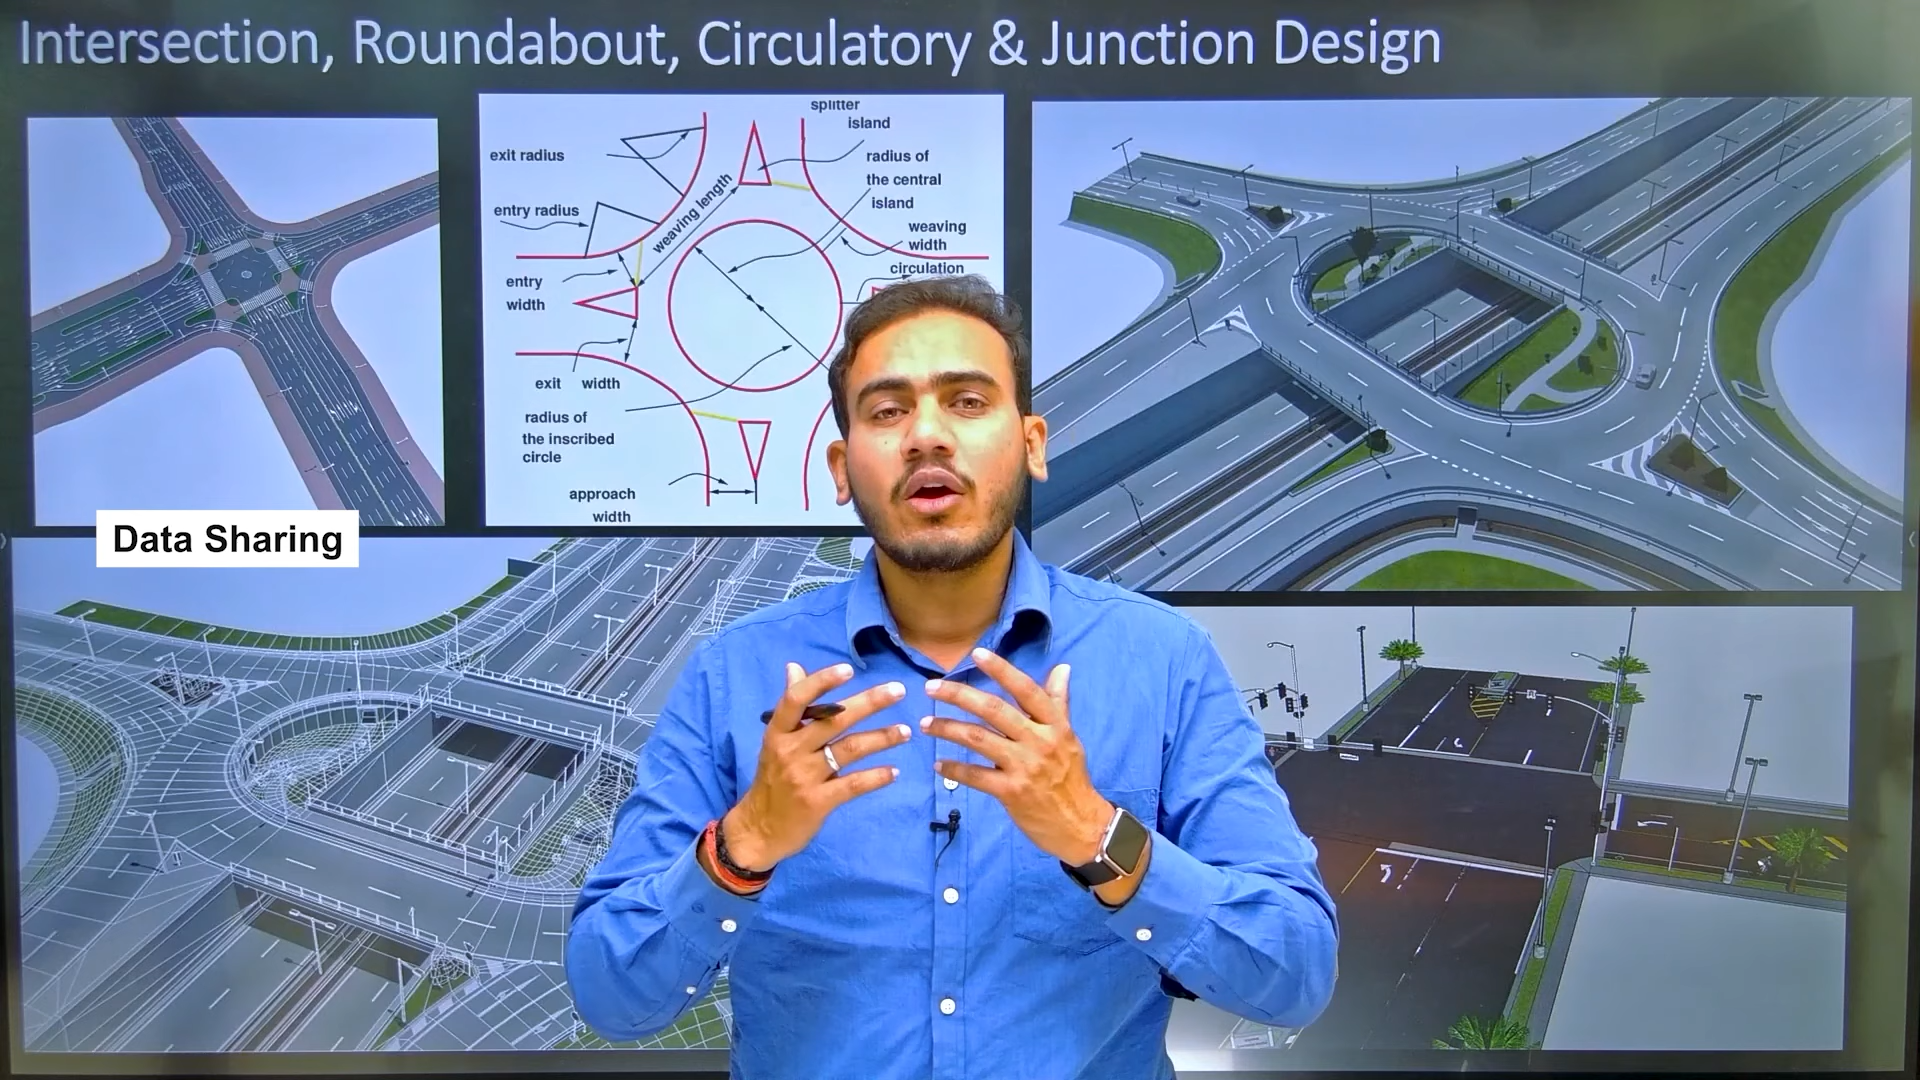 Intersection, Roundabout, Circulatory & Junction Design
splitter
island
exit radius
radius of
the central
island
entry radius
weaving length
weaving
width
circulation
entry
width
exit width
radius of
the inscribed
circle
approach
width
Data Sharing